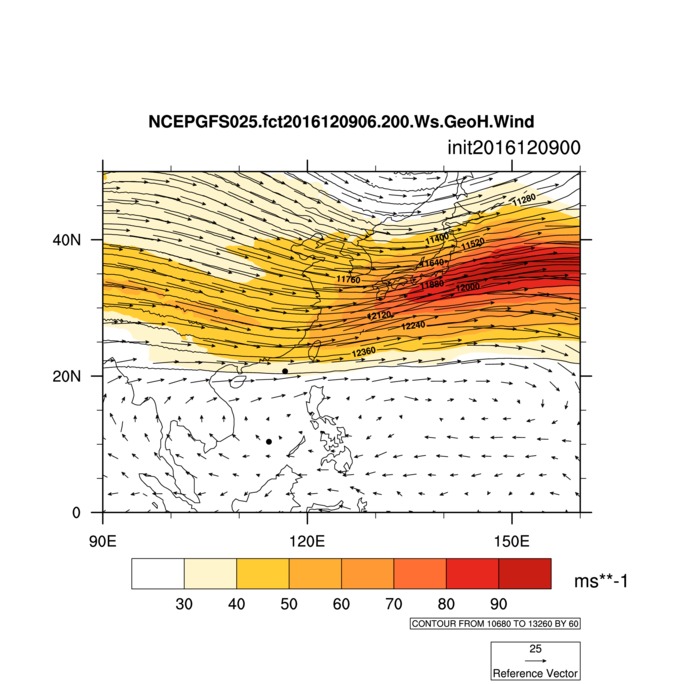 NCEPGFS025.fct2016120906.200.Ws.GeoH.Wind
init2016120900
11280
40N
11400
11520
11640
11760
11880
12000
12120
12240
12360
20N
0
90E 120E 150E
ms**-1
30 40 50 60 70 80 90
CONTOUR FROM 10680 TO 13260 BY 60
25
Reference Vector